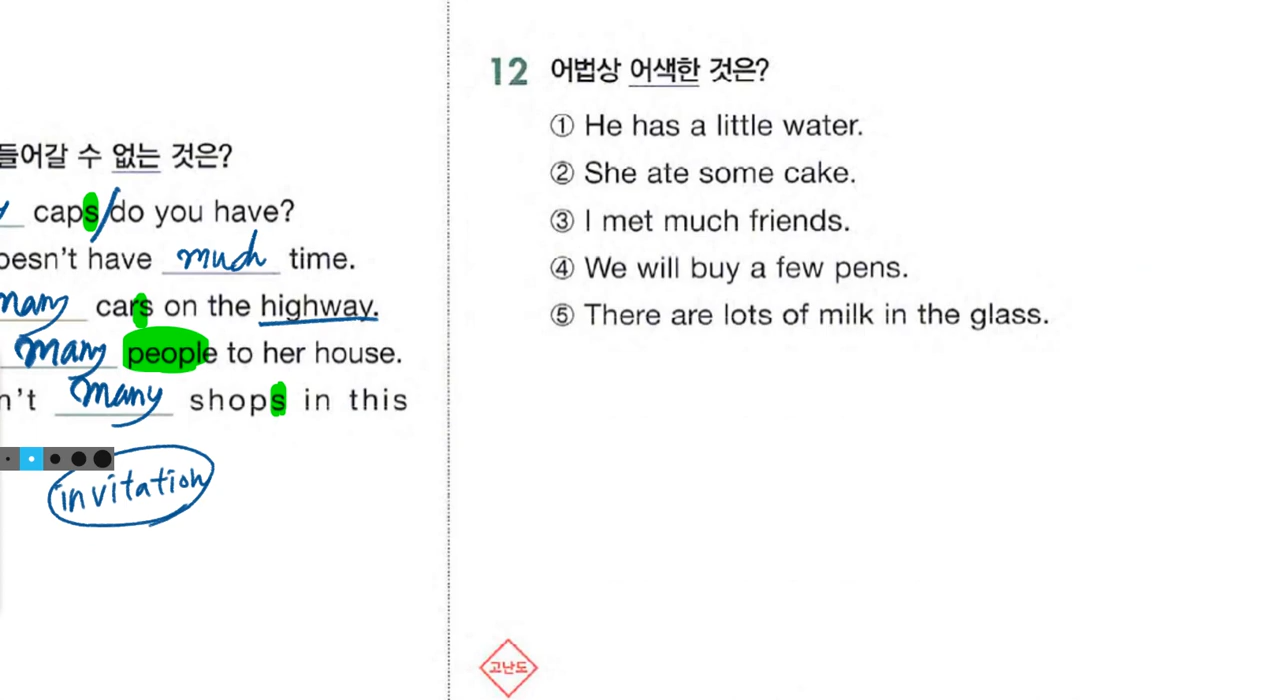 들어갈 수 없는 것은?
caps/do you have?
oesn't have much time.
many cars on the highway.
many people to her house.
n't many shops in this
invitation
12 어법상 어색한 것은?
① He has a little water.
② She ate some cake.
③ I met much friends.
④ We will buy a few pens.
⑤ There are lots of milk in the glass.
고난도